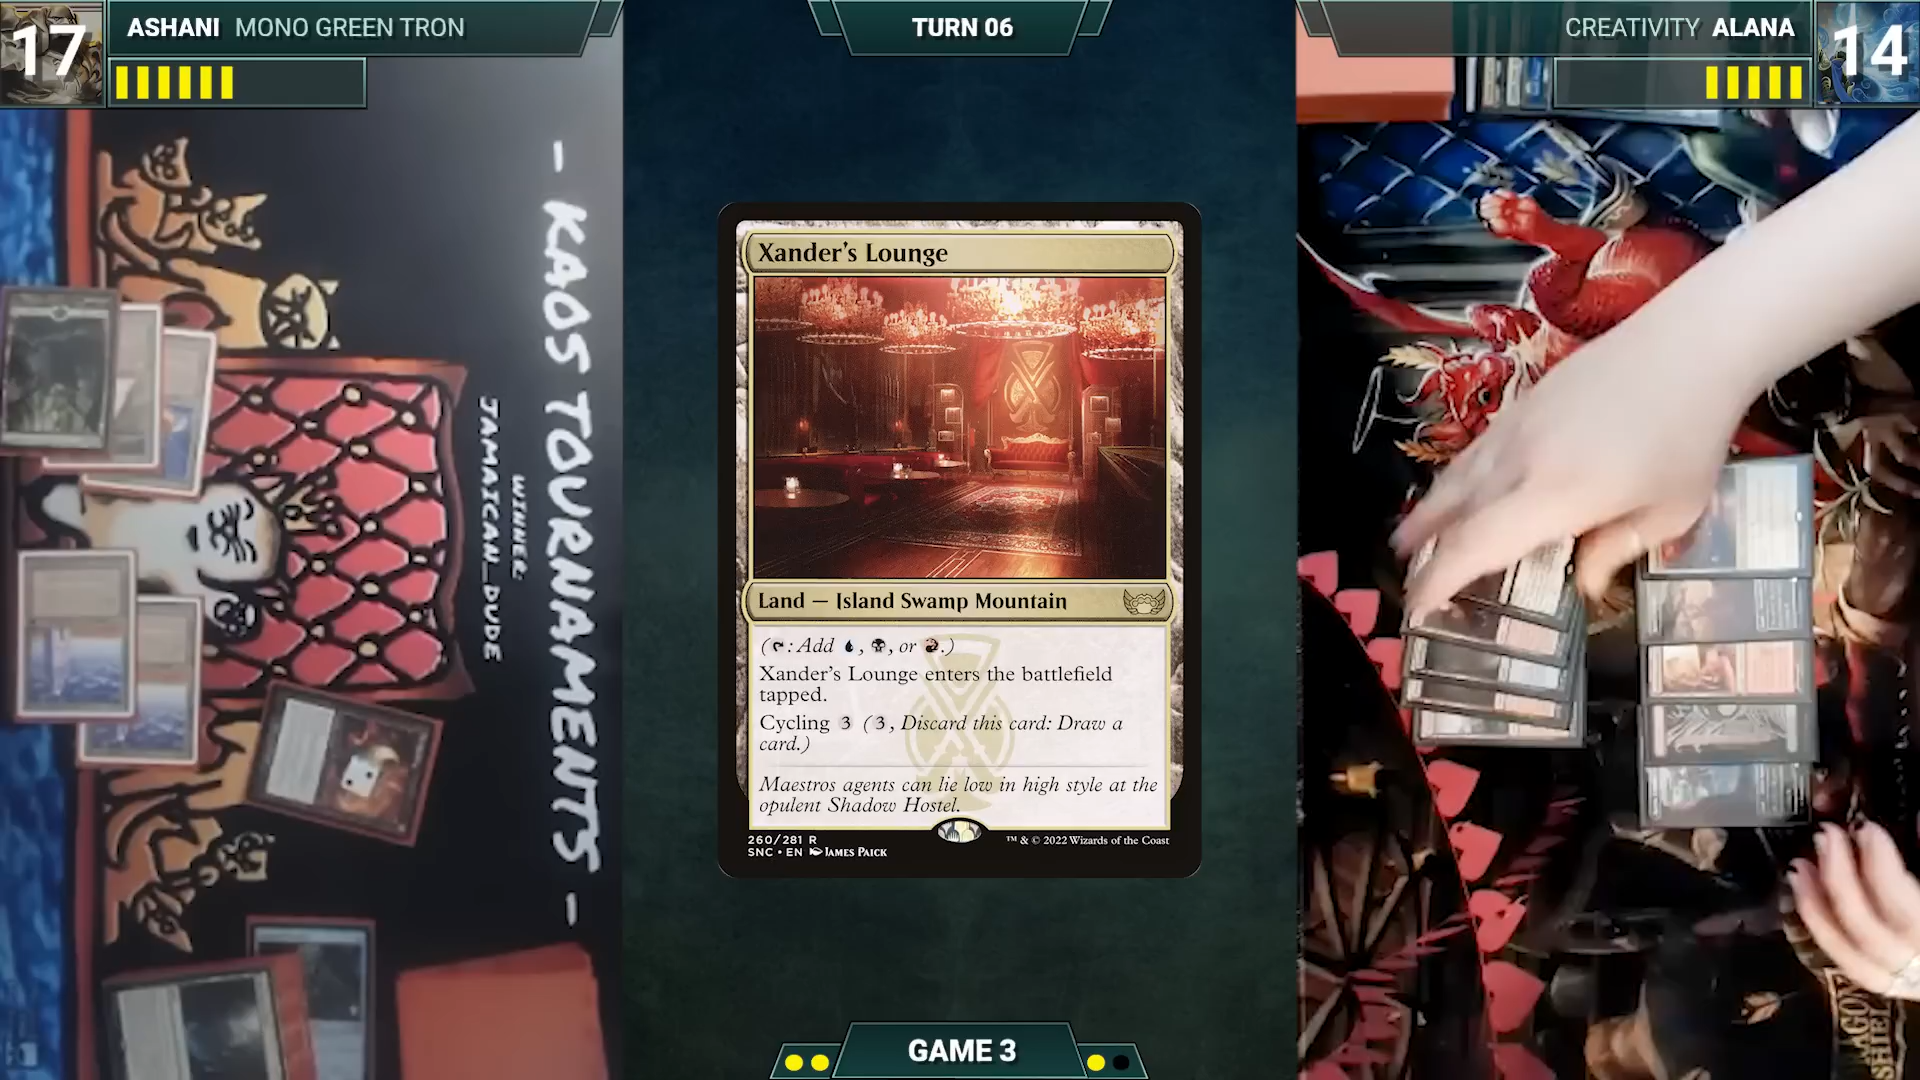 17
ASHANI MONO GREEN TRON
TURN 06
CREATIVITY ALANA
14
- KAOS TOURNAMENTS -
WINNER:
JAMAICAN_DUDE
Xander's Lounge
Land — Island Swamp Mountain
( : Add , , or .)
Xander's Lounge enters the battlefield
tapped.
Cycling 3 (3, Discard this card: Draw a
card.)
Maestros agents can lie low in high style at the
opulent Shadow Hostel.
260/281 R
SNC • EN JAMES PAICK
™ & © 2022 Wizards of the Coast
GAME 3